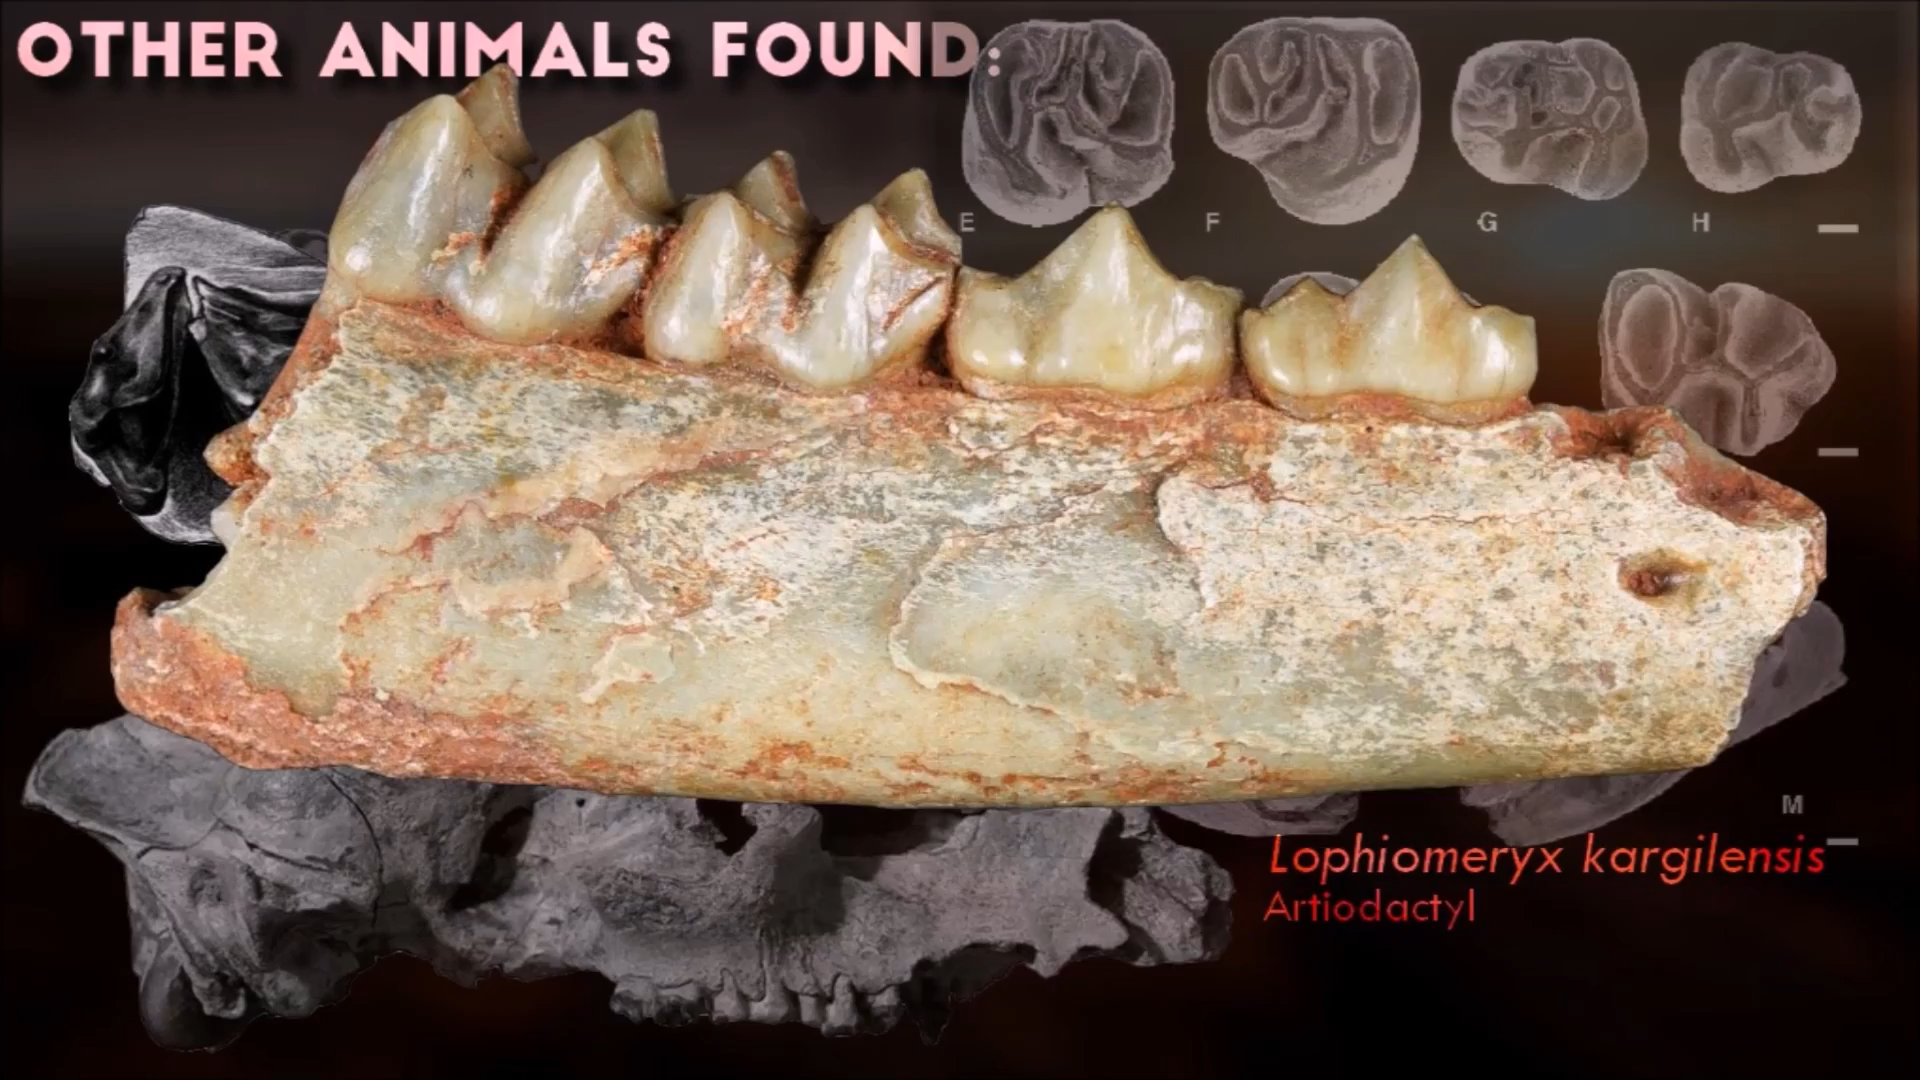 OTHER ANIMALS FOUND:
E F G H
M
Lophiomeryx kargilensis
Artiodactyl